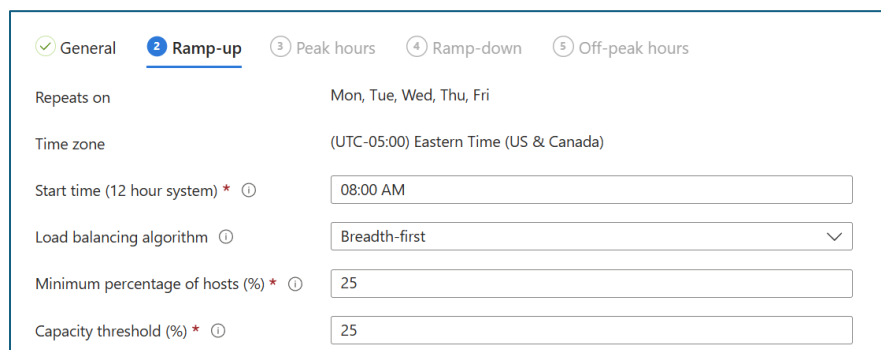 General 2 Ramp-up 3 Peak hours 4 Ramp-down 5 Off-peak hours
Repeats on Mon, Tue, Wed, Thu, Fri
Time zone (UTC-05:00) Eastern Time (US & Canada)
Start time (12 hour system) * 08:00 AM
Load balancing algorithm Breadth-first
Minimum percentage of hosts (%) * 25
Capacity threshold (%) * 25